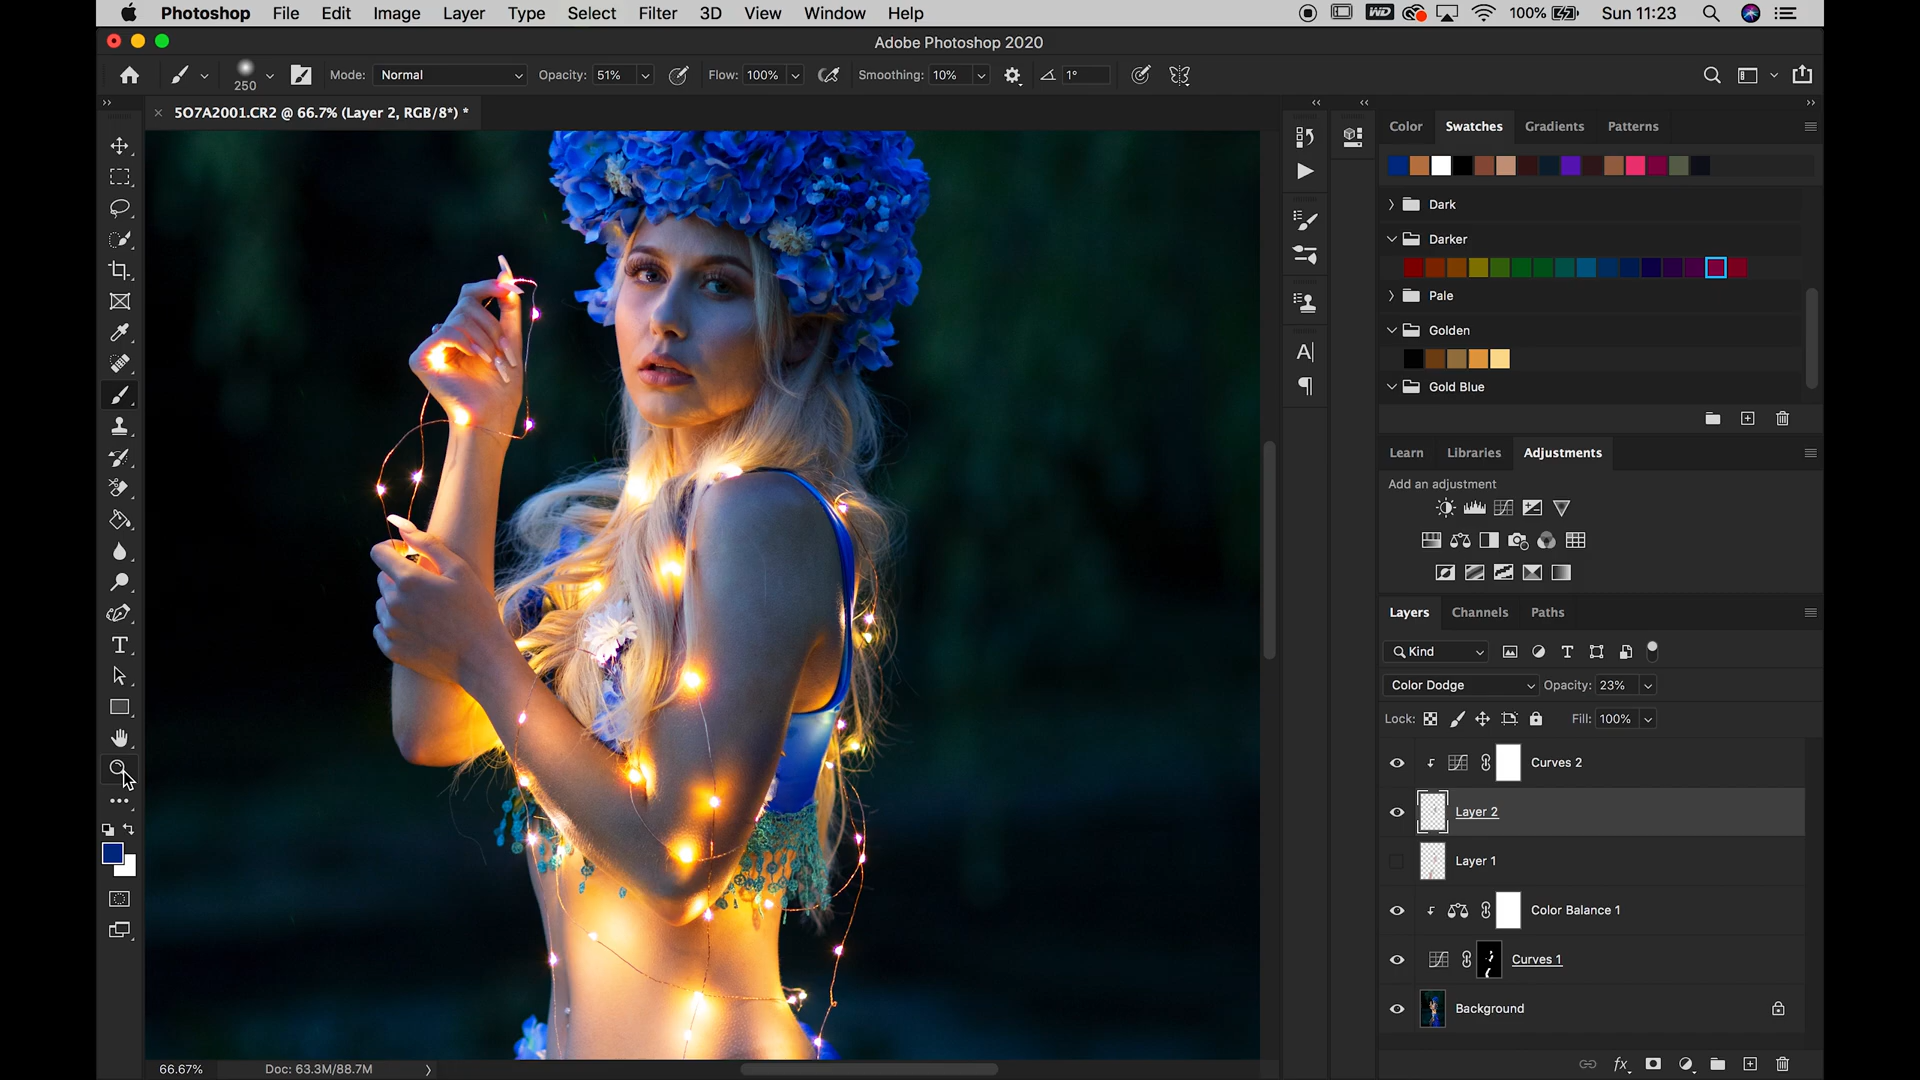 Photoshop File Edit Image Layer Type Select Filter 3D View Window Help WD 100% Sun 11:23
Adobe Photoshop 2020
250 Mode: Normal Opacity: 51% Flow: 100% Smoothing: 10% 1°
5O7A2001.CR2 @ 66.7% (Layer 2, RGB/8*) *
Color Swatches Gradients Patterns
Dark
Darker
Pale
Golden
Gold Blue
Learn Libraries Adjustments
Add an adjustment
Layers Channels Paths
Kind
Color Dodge Opacity: 23%
Lock: Fill: 100%
Curves 2
Layer 2
Layer 1
Color Balance 1
Curves 1
Background
66.67% Doc: 63.3M/88.7M
fx